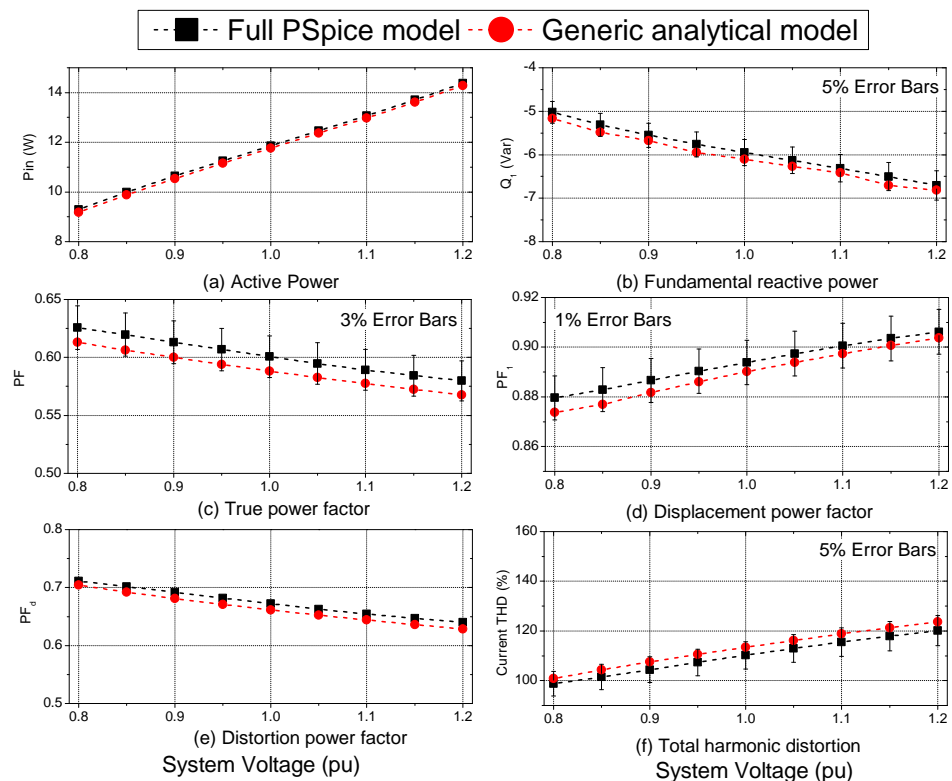 Full PSpice model
Generic analytical model
Pin (W)
14
12
10
8
0.8
0.9
1.0
1.1
1.2
(a) Active Power
Q1 (Var)
-4
-5
-6
-7
-8
5% Error Bars
0.8
0.9
1.0
1.1
1.2
(b) Fundamental reactive power
PF
0.65
0.60
0.55
0.50
3% Error Bars
0.8
0.9
1.0
1.1
1.2
(c) True power factor
PF1
0.92
0.90
0.88
0.86
1% Error Bars
0.8
0.9
1.0
1.1
1.2
(d) Displacement power factor
PFd
0.8
0.7
0.6
0.5
0.8
0.9
1.0
1.1
1.2
(e) Distortion power factor
System Voltage (pu)
Current THD (%)
160
140
120
100
5% Error Bars
0.8
0.9
1.0
1.1
1.2
(f) Total harmonic distortion
System Voltage (pu)